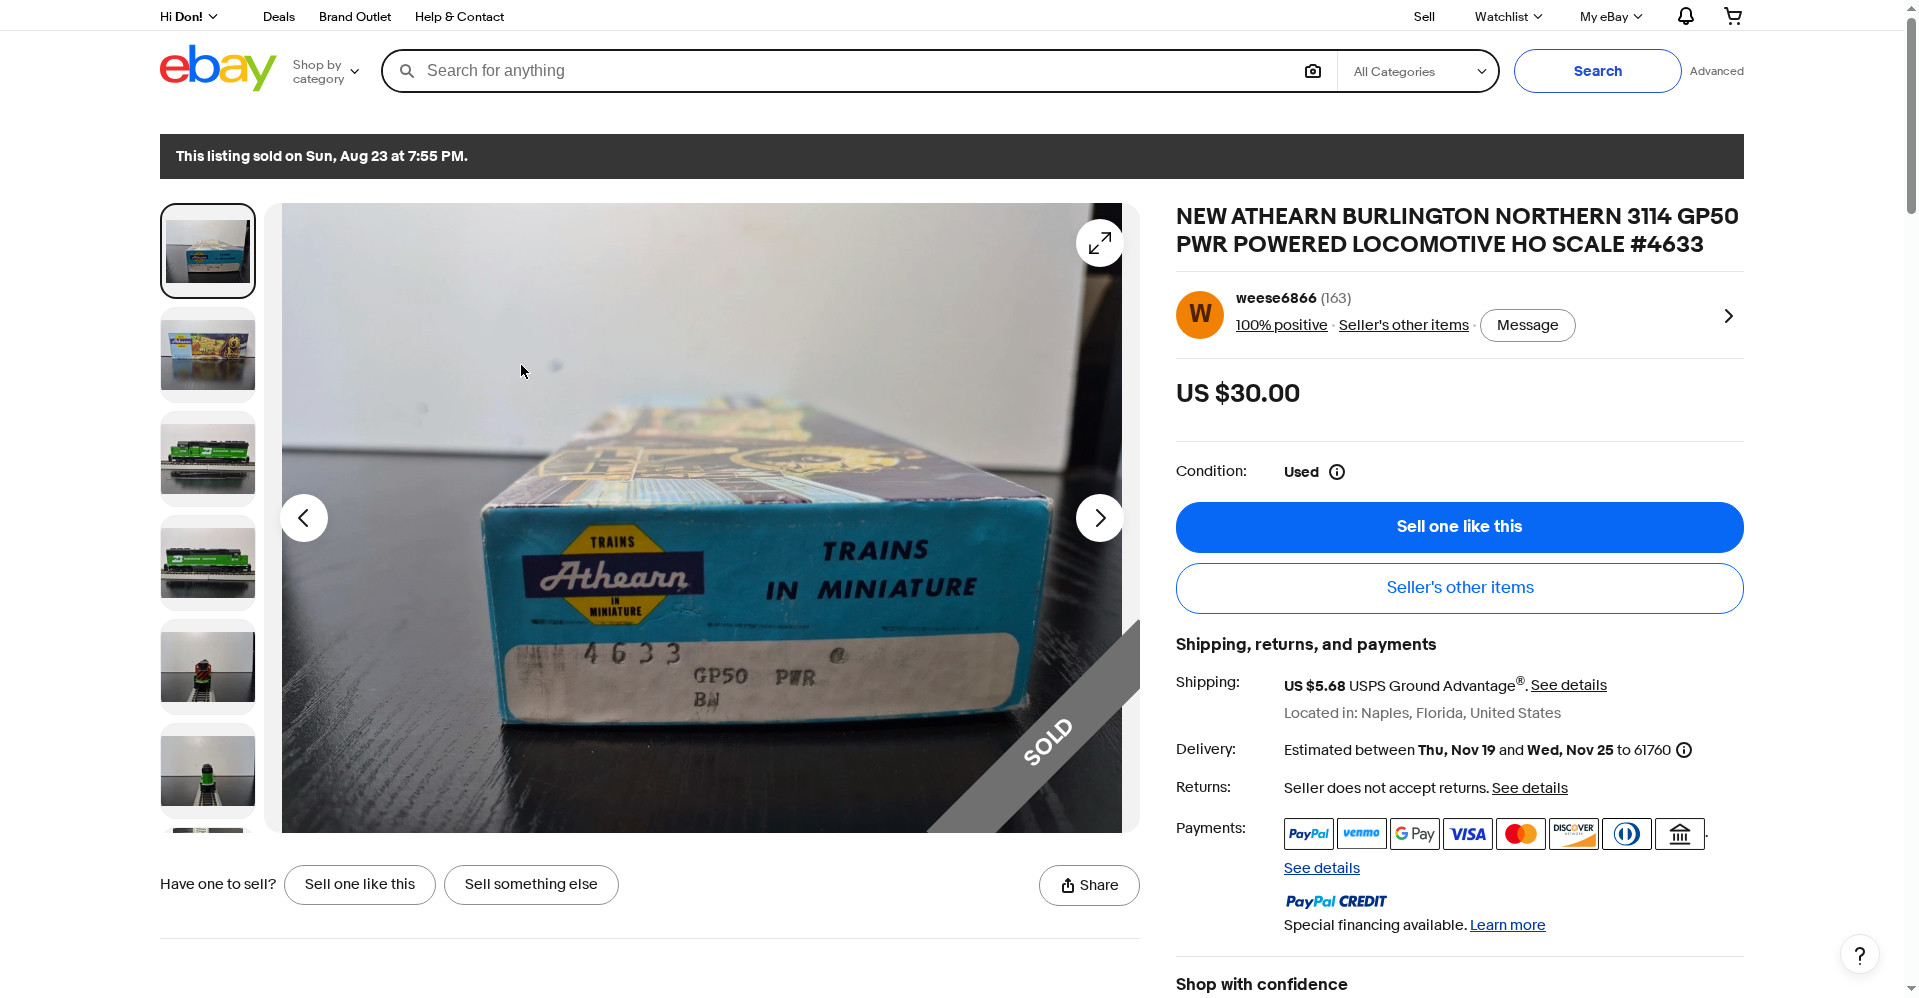 Hi Don!
Deals
Brand Outlet
Help & Contact
Sell
Watchlist
My eBay
ebay
Shop by category
Search for anything
All Categories
Search
Advanced
This listing sold on Sun, Aug 23 at 7:55 PM.
TRAINS
Athearn
IN
MINIATURE
TRAINS
IN MINIATURE
4633
GP50 PWR
BN
SOLD
NEW ATHEARN BURLINGTON NORTHERN 3114 GP50
PWR POWERED LOCOMOTIVE HO SCALE #4633
W
weese6866 (163)
100% positive · Seller's other items · Message
US $30.00
Condition: Used
Sell one like this
Seller's other items
Shipping, returns, and payments
Shipping: US $5.68 USPS Ground Advantage®. See details
Located in: Naples, Florida, United States
Delivery: Estimated between Thu, Nov 19 and Wed, Nov 25 to 61760
Returns: Seller does not accept returns. See details
Payments: PayPal venmo G Pay VISA DISCOVER
See details
PayPal CREDIT
Special financing available. Learn more
Shop with confidence
Have one to sell? Sell one like this Sell something else
Share
?